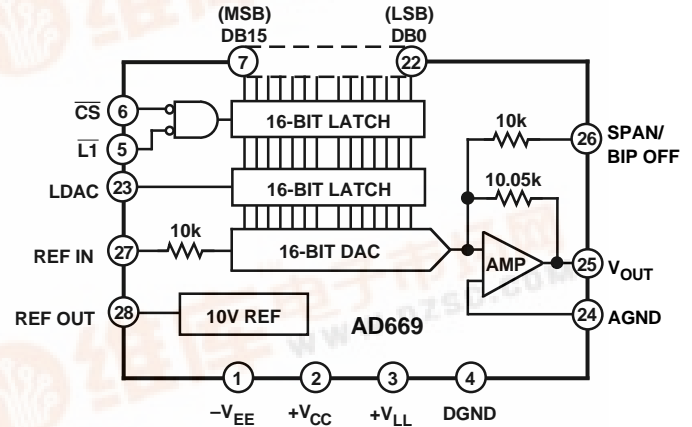 (MSB)
DB15
(LSB)
DB0
7
22
CS
6
L1
5
16-BIT LATCH
10k
26
SPAN/
BIP OFF
LDAC
23
16-BIT LATCH
10.05k
REF IN
27
10k
16-BIT DAC
AMP
25
VOUT
REF OUT
28
10V REF
AD669
24
AGND
1
2
3
4
–VEE
+VCC
+VLL
DGND